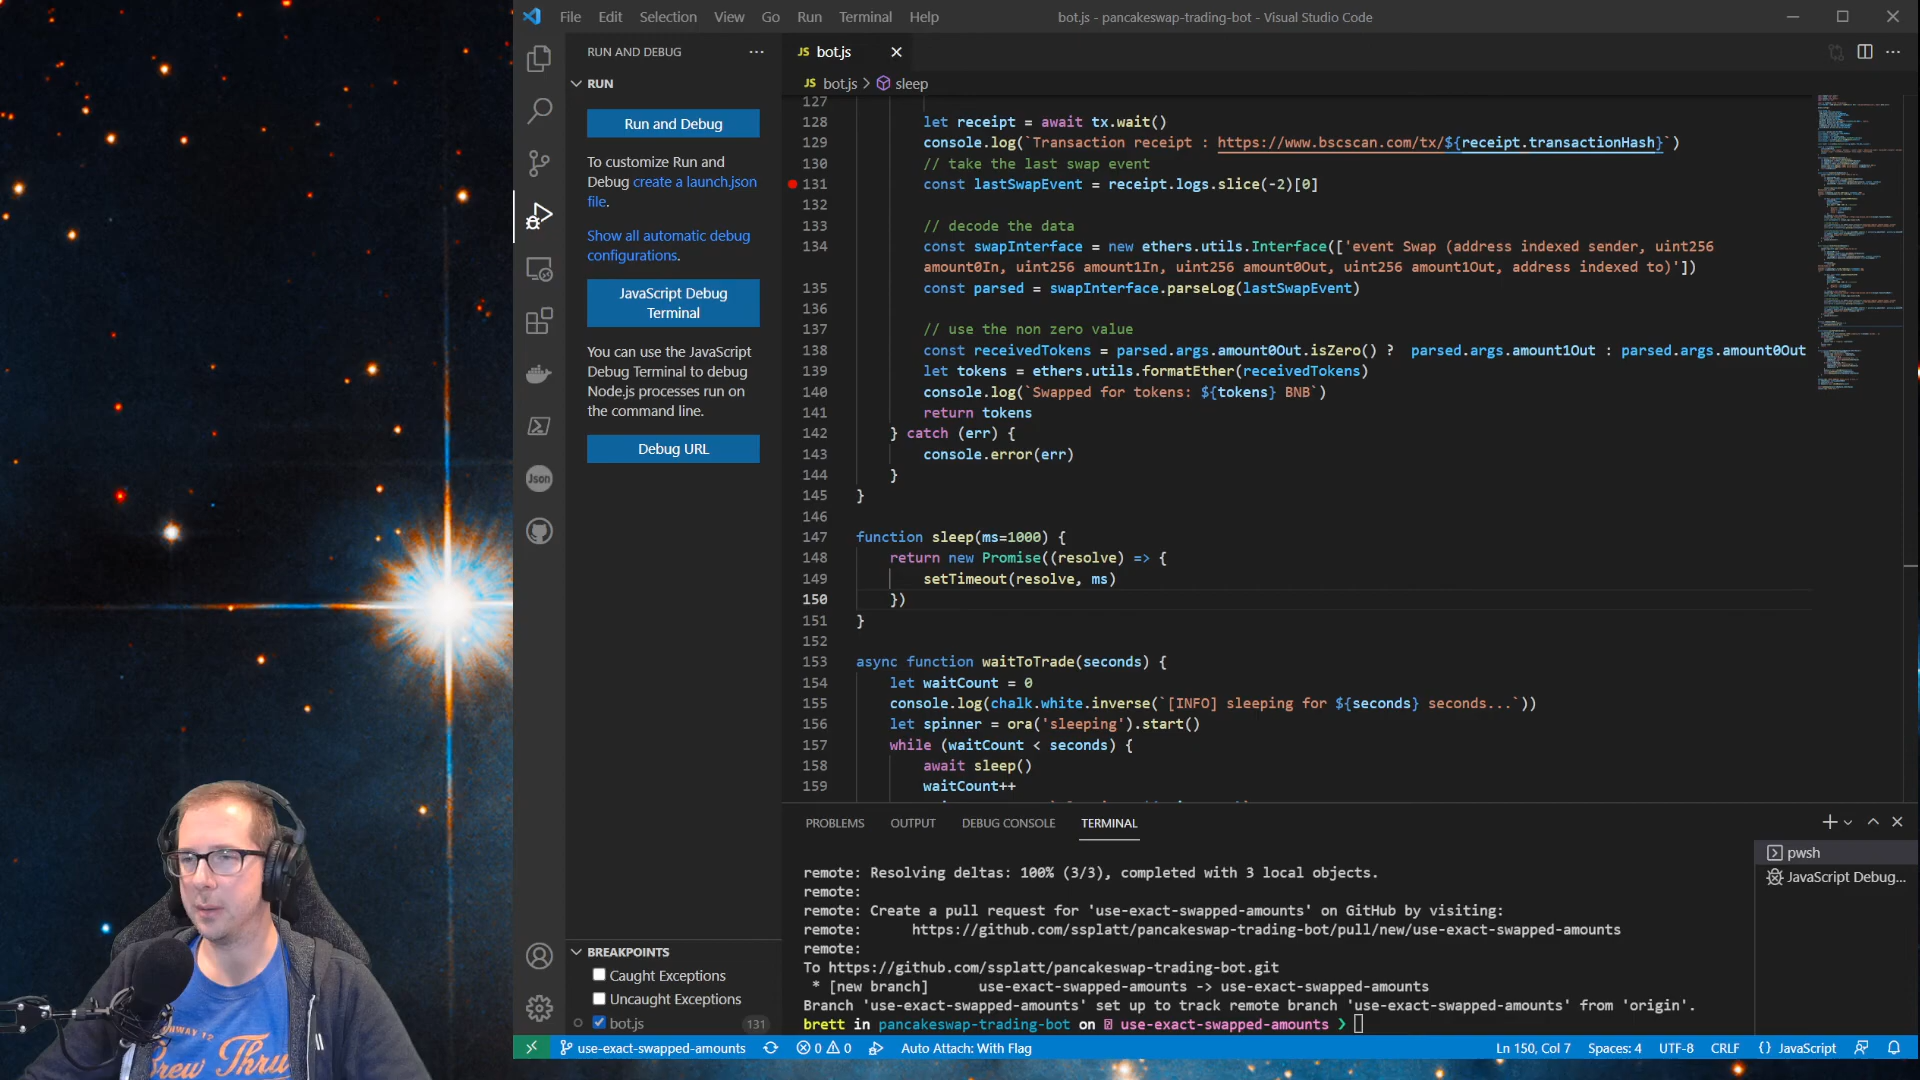 File Edit Selection View Go Run Terminal Help
bot.js - pancakeswap-trading-bot - Visual Studio Code
RUN AND DEBUG
RUN
Run and Debug
To customize Run and
Debug create a launch.json
file.
Show all automatic debug
configurations.
JavaScript Debug
Terminal
You can use the JavaScript
Debug Terminal to debug
Node.js processes run on
the command line.
Debug URL
Json
BREAKPOINTS
Caught Exceptions
Uncaught Exceptions
bot.js 131
JS bot.js
JS bot.js > sleep
127
128 let receipt = await tx.wait()
129 console.log(`Transaction receipt : https://www.bscscan.com/tx/${receipt.transactionHash}`)
130 // take the last swap event
131 const lastSwapEvent = receipt.logs.slice(-2)[0]
132
133 // decode the data
134 const swapInterface = new ethers.utils.Interface(['event Swap (address indexed sender, uint256
amount0In, uint256 amount1In, uint256 amount0Out, uint256 amount1Out, address indexed to)'])
135 const parsed = swapInterface.parseLog(lastSwapEvent)
136
137 // use the non zero value
138 const receivedTokens = parsed.args.amount0Out.isZero() ?  parsed.args.amount1Out : parsed.args.amount0Out
139 let tokens = ethers.utils.formatEther(receivedTokens)
140 console.log(`Swapped for tokens: ${tokens} BNB`)
141 return tokens
142 } catch (err) {
143 console.error(err)
144 }
145 }
146
147 function sleep(ms=1000) {
148 return new Promise((resolve) => {
149 setTimeout(resolve, ms)
150 })
151 }
152
153 async function waitToTrade(seconds) {
154 let waitCount = 0
155 console.log(chalk.white.inverse(`[INFO] sleeping for ${seconds} seconds...`))
156 let spinner = ora('sleeping').start()
157 while (waitCount < seconds) {
158 await sleep()
159 waitCount++
PROBLEMS OUTPUT DEBUG CONSOLE TERMINAL
remote: Resolving deltas: 100% (3/3), completed with 3 local objects.
remote:
remote: Create a pull request for 'use-exact-swapped-amounts' on GitHub by visiting:
remote:      https://github.com/ssplatt/pancakeswap-trading-bot/pull/new/use-exact-swapped-amounts
remote:
To https://github.com/ssplatt/pancakeswap-trading-bot.git
* [new branch]      use-exact-swapped-amounts -> use-exact-swapped-amounts
Branch 'use-exact-swapped-amounts' set up to track remote branch 'use-exact-swapped-amounts' from 'origin'.
brett in pancakeswap-trading-bot on use-exact-swapped-amounts ❯
pwsh
JavaScript Debug...
use-exact-swapped-amounts 0 0 Auto Attach: With Flag
Ln 150, Col 7 Spaces: 4 UTF-8 CRLF {} JavaScript